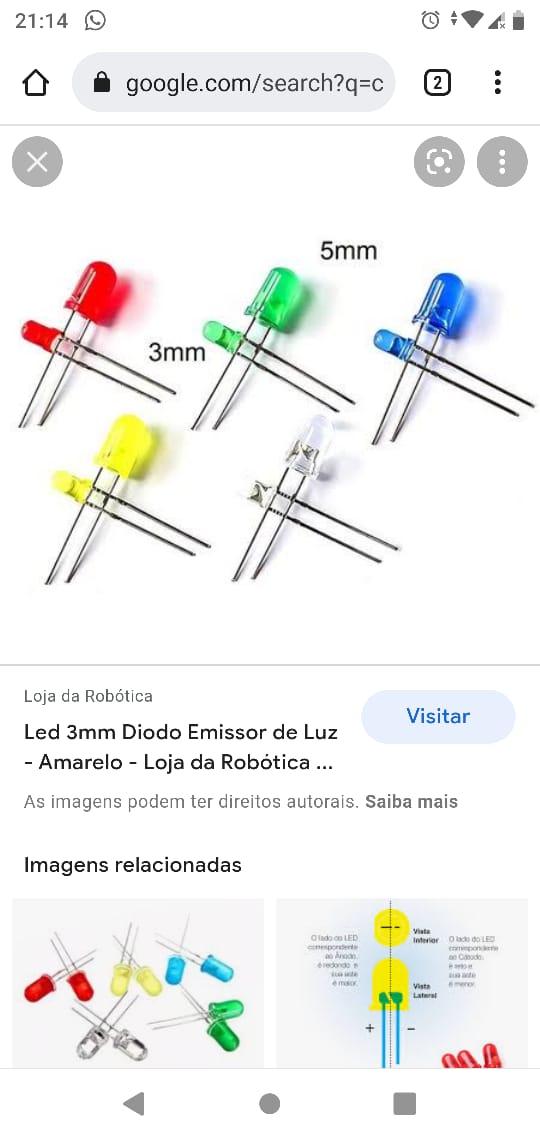 21:14
google.com/search?q=c
2
5mm
3mm
Loja da Robótica
Led 3mm Diodo Emissor de Luz
- Amarelo - Loja da Robótica ...
Visitar
As imagens podem ter direitos autorais. Saiba mais
Imagens relacionadas
O lado do LED
correspondente
ao Ânodo,
é redondo e
sua aste
é maior.
Vista
Inferior
O lado do LED
correspondente
ao Cátodo,
é reto e
sua aste
é menor.
Vista
Lateral
+ -